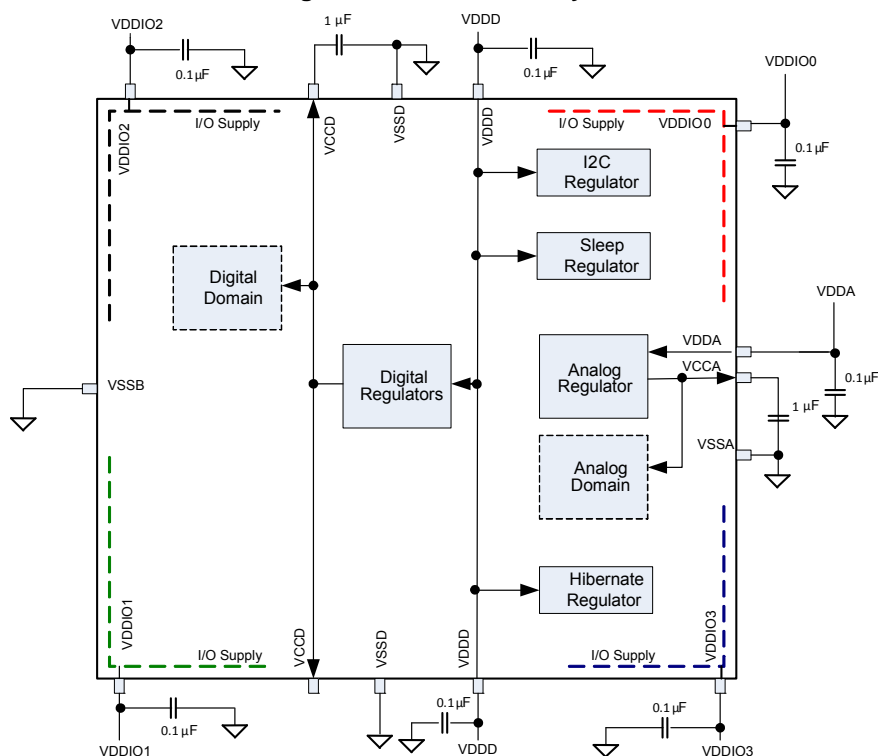 VDDIO2
1 µF
VDDD
0.1µF
0.1µF
VDDIO0
0.1µF
I/O Supply
VDDIO2
VCCD
VSSD
VDDD
I/O Supply
VDDIO0
I2C
Regulator
Sleep
Regulator
Digital
Domain
VDDA
VDDA
Digital
Regulators
Analog
Regulator
VCCA
0.1µF
1 µF
VSSB
VSSA
Analog
Domain
Hibernate
Regulator
VDDIO1
I/O Supply
VCCD
VSSD
VDDD
I/O Supply
VDDIO3
0.1µF
0.1µF
0.1µF
VDDIO1
VDDD
VDDIO3